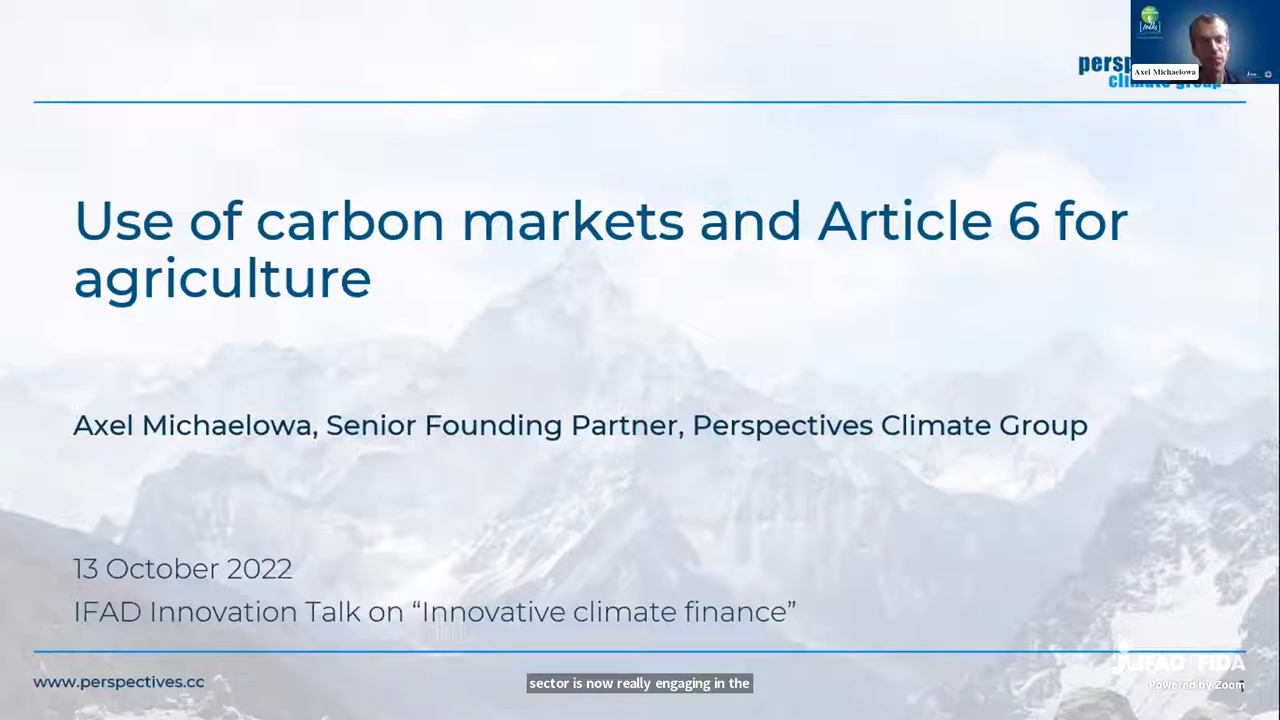 Axel Michaelowa
Use of carbon markets and Article 6 for
agriculture
Axel Michaelowa, Senior Founding Partner, Perspectives Climate Group
13 October 2022
IFAD Innovation Talk on “Innovative climate finance”
www.perspectives.cc
sector is now really engaging in the
JLIFAD FIDA
Powered by Zoom